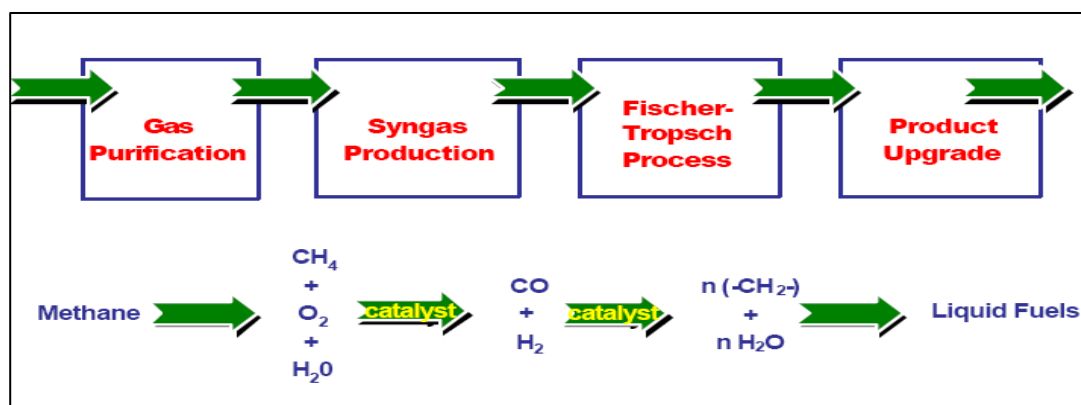 Gas
Purification
Syngas
Production
Fischer-
Tropsch
Process
Product
Upgrade
Methane
CH₄
+
O₂
+
H₂0
catalyst
CO
+
H₂
catalyst
n (-CH₂-)
+
n H₂O
Liquid Fuels